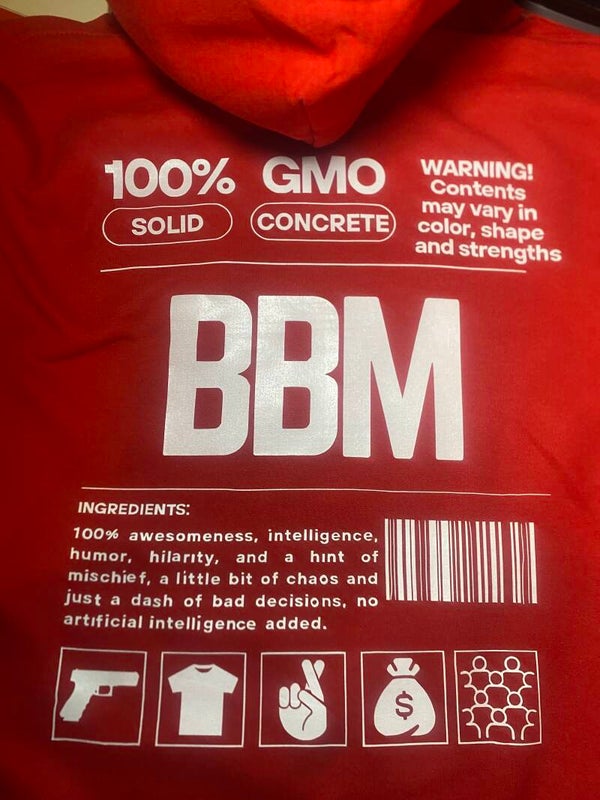 100% GMO
SOLID CONCRETE
WARNING!
Contents
may vary in
color, shape
and strengths
BBM
INGREDIENTS:
100% awesomeness, intelligence,
humor, hilarity, and a hint of
mischief, a little bit of chaos and
just a dash of bad decisions, no
artificial intelligence added.
$